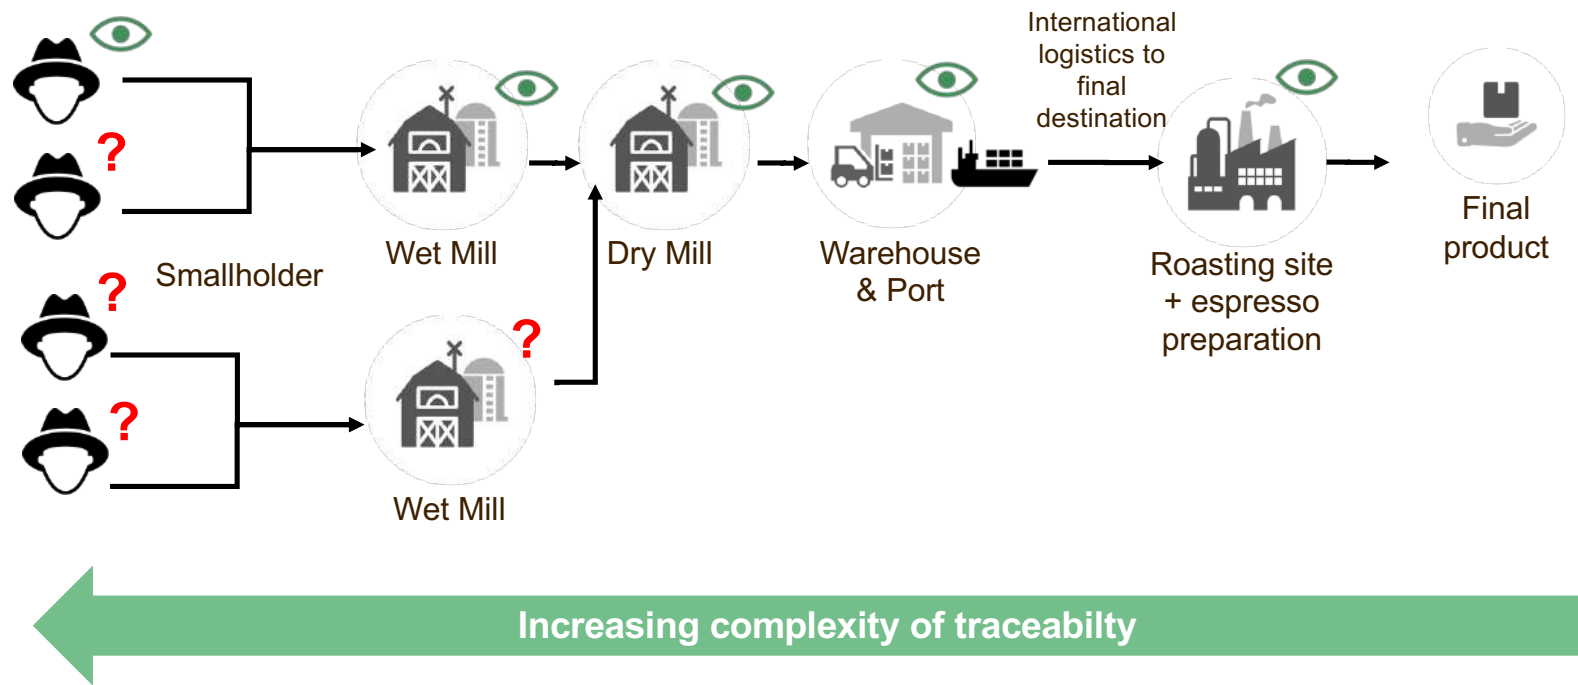 International
logistics to
final
destination
?
?
?
?
?
Smallholder
Wet Mill
Dry Mill
Warehouse
& Port
Roasting site
+ espresso
preparation
Final
product
Wet Mill
Increasing complexity of traceabilty